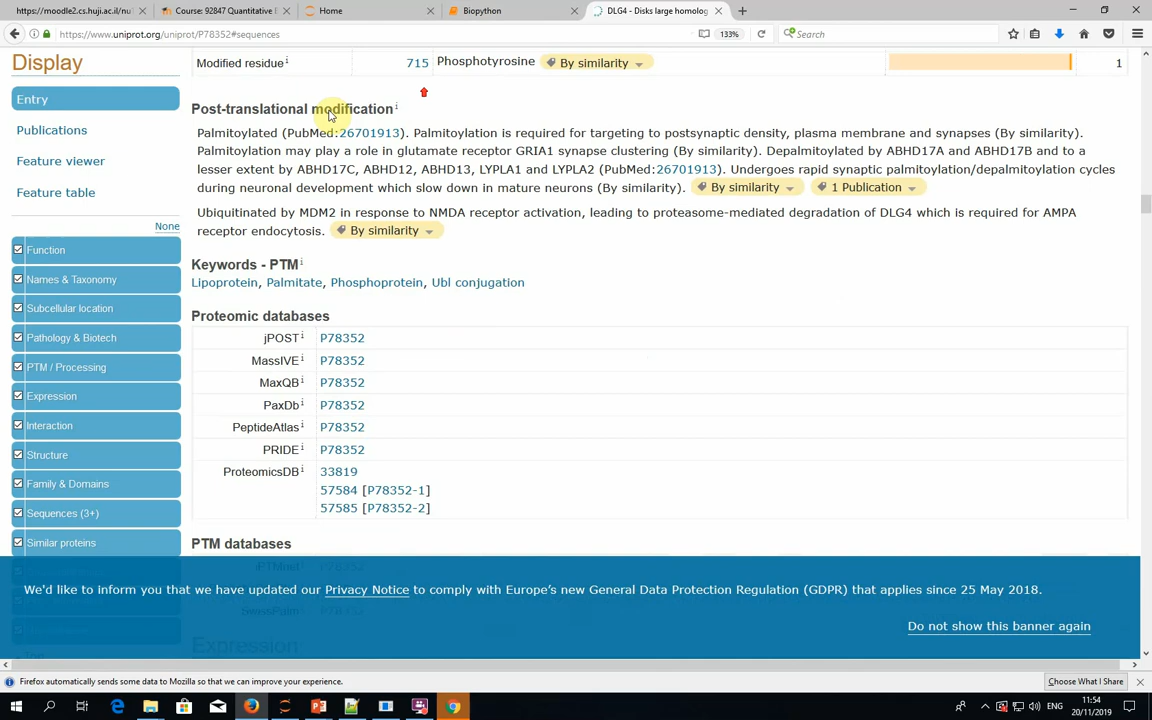 https://moodle2.cs.huji.ac.il/nu
Course: 92847 Quantitative
Home
Biopython
DLG4 - Disks large homolog
https://www.uniprot.org/uniprot/P78352#sequences
133%
Search
Display
Entry
Publications
Feature viewer
Feature table
None
Function
Names & Taxonomy
Subcellular location
Pathology & Biotech
PTM / Processing
Expression
Interaction
Structure
Family & Domains
Sequences (3+)
Similar proteins
Modified residue i 715 Phosphotyrosine By similarity 1
Post-translational modification i
Palmitoylated (PubMed:26701913). Palmitoylation is required for targeting to postsynaptic density, plasma membrane and synapses (By similarity).
Palmitoylation may play a role in glutamate receptor GRIA1 synapse clustering (By similarity). Depalmitoylated by ABHD17A and ABHD17B and to a
lesser extent by ABHD17C, ABHD12, ABHD13, LYPLA1 and LYPLA2 (PubMed:26701913). Undergoes rapid synaptic palmitoylation/depalmitoylation cycles
during neuronal development which slow down in mature neurons (By similarity). By similarity 1 Publication
Ubiquitinated by MDM2 in response to NMDA receptor activation, leading to proteasome-mediated degradation of DLG4 which is required for AMPA
receptor endocytosis. By similarity
Keywords - PTM i
Lipoprotein, Palmitate, Phosphoprotein, Ubl conjugation
Proteomic databases
jPOST i P78352
MassIVE i P78352
MaxQB i P78352
PaxDb i P78352
PeptideAtlas i P78352
PRIDE i P78352
ProteomicsDB i 33819
57584 [P78352-1]
57585 [P78352-2]
PTM databases
iPTMnet i
SwissPalm i
Expression i
We'd like to inform you that we have updated our Privacy Notice to comply with Europe's new General Data Protection Regulation (GDPR) that applies since 25 May 2018.
Do not show this banner again
Firefox automatically sends some data to Mozilla so that we can improve your experience.
Choose What I Share
ENG
11:54
20/11/2019